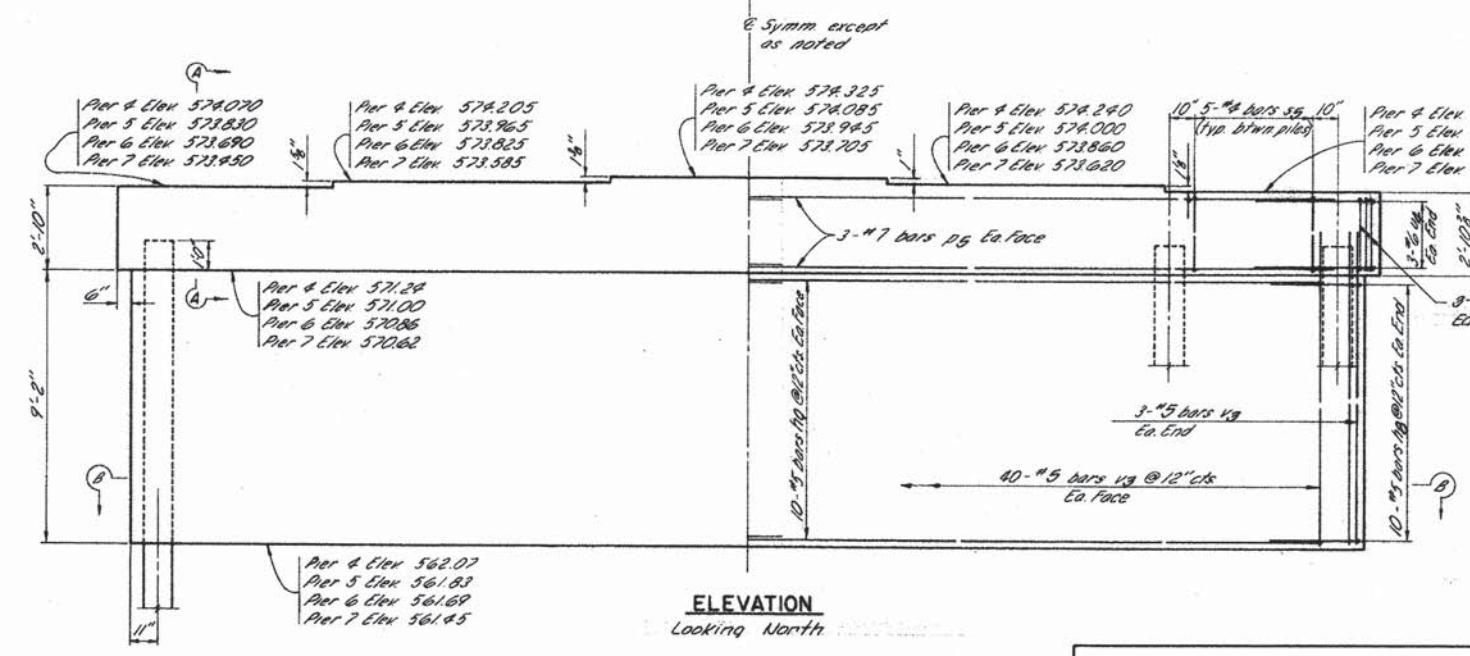 ℄ Symm. except
as noted
A
Pier 4 Elev. 574.070
Pier 5 Elev. 573.830
Pier 6 Elev. 573.690
Pier 7 Elev. 573.450
Pier 4 Elev. 574.205
Pier 5 Elev. 573.965
Pier 6 Elev. 573.825
Pier 7 Elev. 573.585
Pier 4 Elev. 574.325
Pier 5 Elev. 574.085
Pier 6 Elev. 573.945
Pier 7 Elev. 573.705
Pier 4 Elev. 574.240
Pier 5 Elev. 574.000
Pier 6 Elev. 573.860
Pier 7 Elev. 573.620
10" 5-#4 bars s5 10"
(typ. btwn. piles)
Pier 4 Elev.
Pier 5 Elev.
Pier 6 Elev.
Pier 7 Elev.
1"
2'-10"
1'-0"
3-#7 bars p5 Ea. Face
Ea. End
6"
A
Pier 4 Elev. 571.24
Pier 5 Elev. 571.00
Pier 6 Elev. 570.86
Pier 7 Elev. 570.62
3-
9'-2"
10-#5 bars h9 @12"cts. Ea. Face
3-#5 bars v9
Ea. End
40-#5 bars v9 @12"cts
Ea. Face
10-#5 bars h8 @12"cts Ea. End
B
B
Pier 4 Elev. 562.07
Pier 5 Elev. 561.83
Pier 6 Elev. 561.69
Pier 7 Elev. 561.45
11"
ELEVATION
Looking North